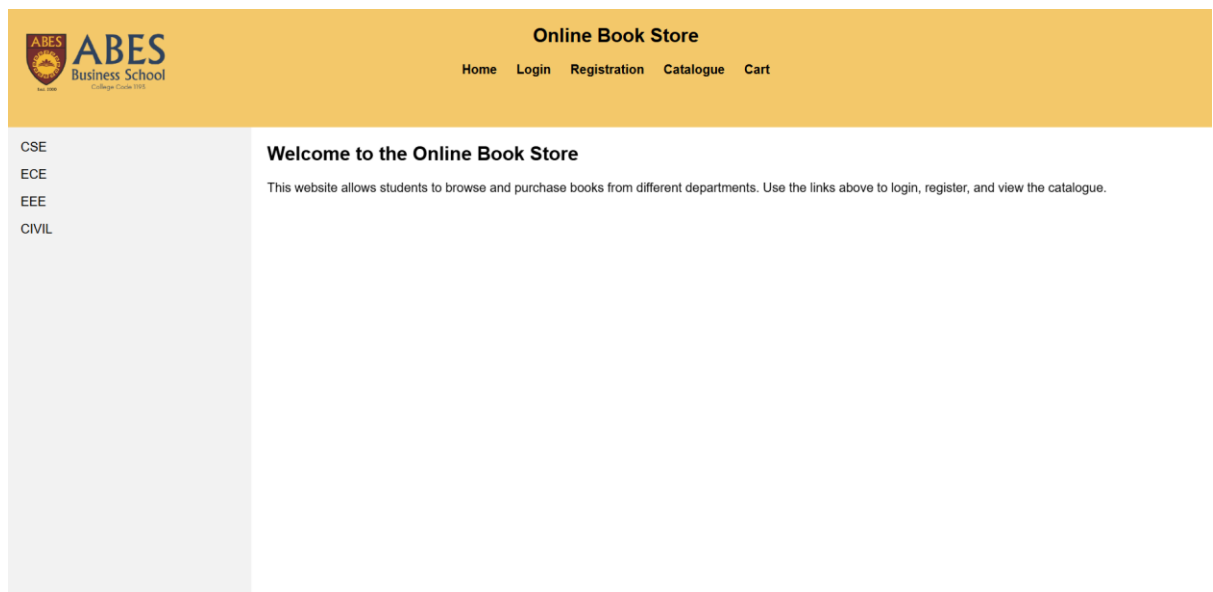 ABES
ABES
Business School
College Code 1195
Est. 2000
Online Book Store
Home Login Registration Catalogue Cart
CSE
ECE
EEE
CIVIL
Welcome to the Online Book Store
This website allows students to browse and purchase books from different departments. Use the links above to login, register, and view the catalogue.